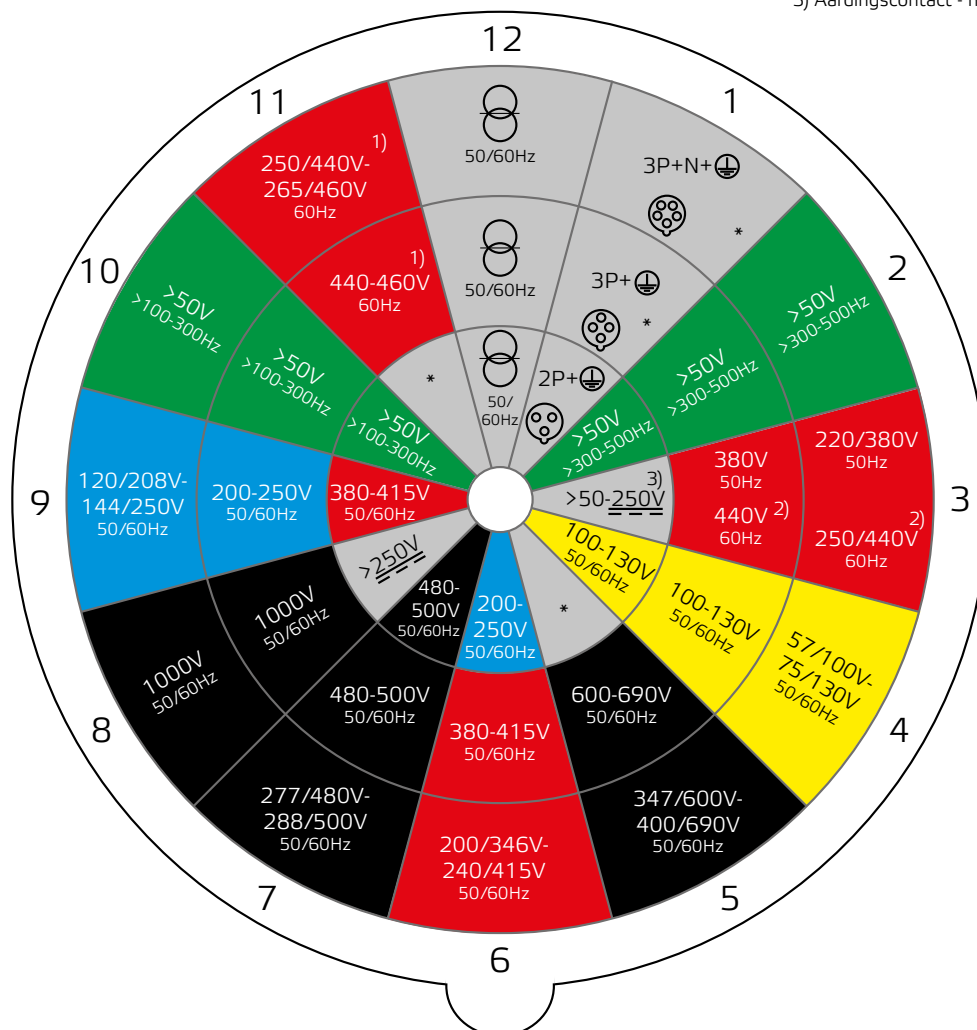 12
50/60Hz
50/60Hz
50/
60Hz
1
3P+N+
*
3P+
*
2P+
2
>50V
>300-500Hz
>50V
>300-500Hz
>50V
>300-500Hz
3
220/380V
50Hz
250/440V 2)
60Hz
380V
50Hz
440V 2)
60Hz
3)
>50-250V
4
57/100V-
75/130V
50/60Hz
100-130V
50/60Hz
100-130V
50/60Hz
5
347/600V-
400/690V
50/60Hz
600-690V
50/60Hz
*
6
200/346V-
240/415V
50/60Hz
380-415V
50/60Hz
200-
250V
50/60Hz
7
277/480V-
288/500V
50/60Hz
480-500V
50/60Hz
480-
500V
50/60Hz
8
1000V
50/60Hz
1000V
50/60Hz
>250V
9
120/208V-
144/250V
50/60Hz
200-250V
50/60Hz
380-415V
50/60Hz
10
>50V
>100-300Hz
>50V
>100-300Hz
>50V
>100-300Hz
11
250/440V- 1)
265/460V
60Hz
1)
440-460V
60Hz
*